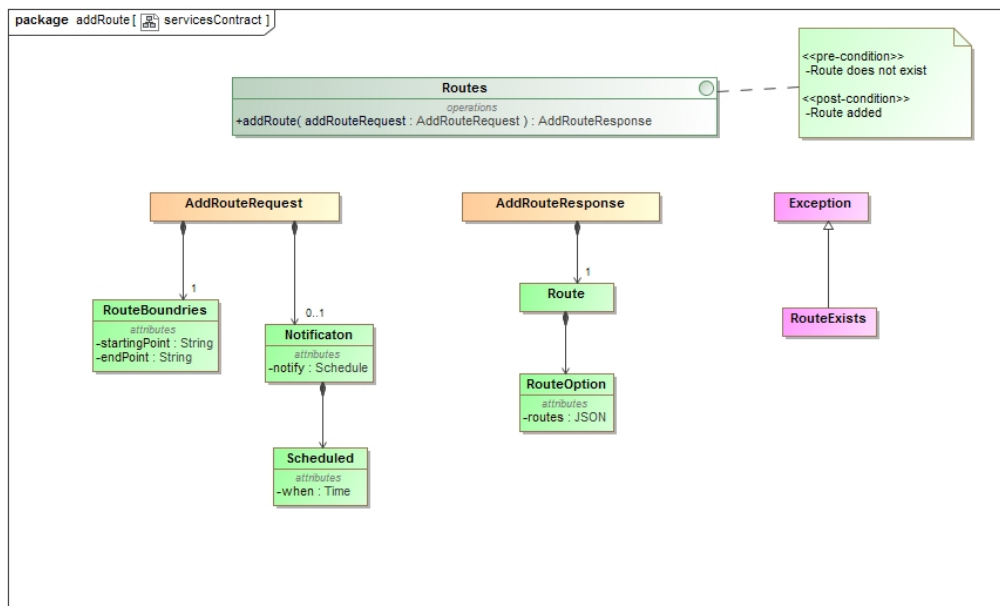 package addRoute [ servicesContract ]
Routes
operations
+addRoute( addRouteRequest : AddRouteRequest ) : AddRouteResponse
<<pre-condition>>
-Route does not exist
<<post-condition>>
-Route added
AddRouteRequest
AddRouteResponse
Exception
1
RouteBoundries
attributes
-startingPoint : String
-endPoint : String
0..1
Notificaton
attributes
-notify : Schedule
Scheduled
attributes
-when : Time
1
Route
RouteOption
attributes
-routes : JSON
RouteExists